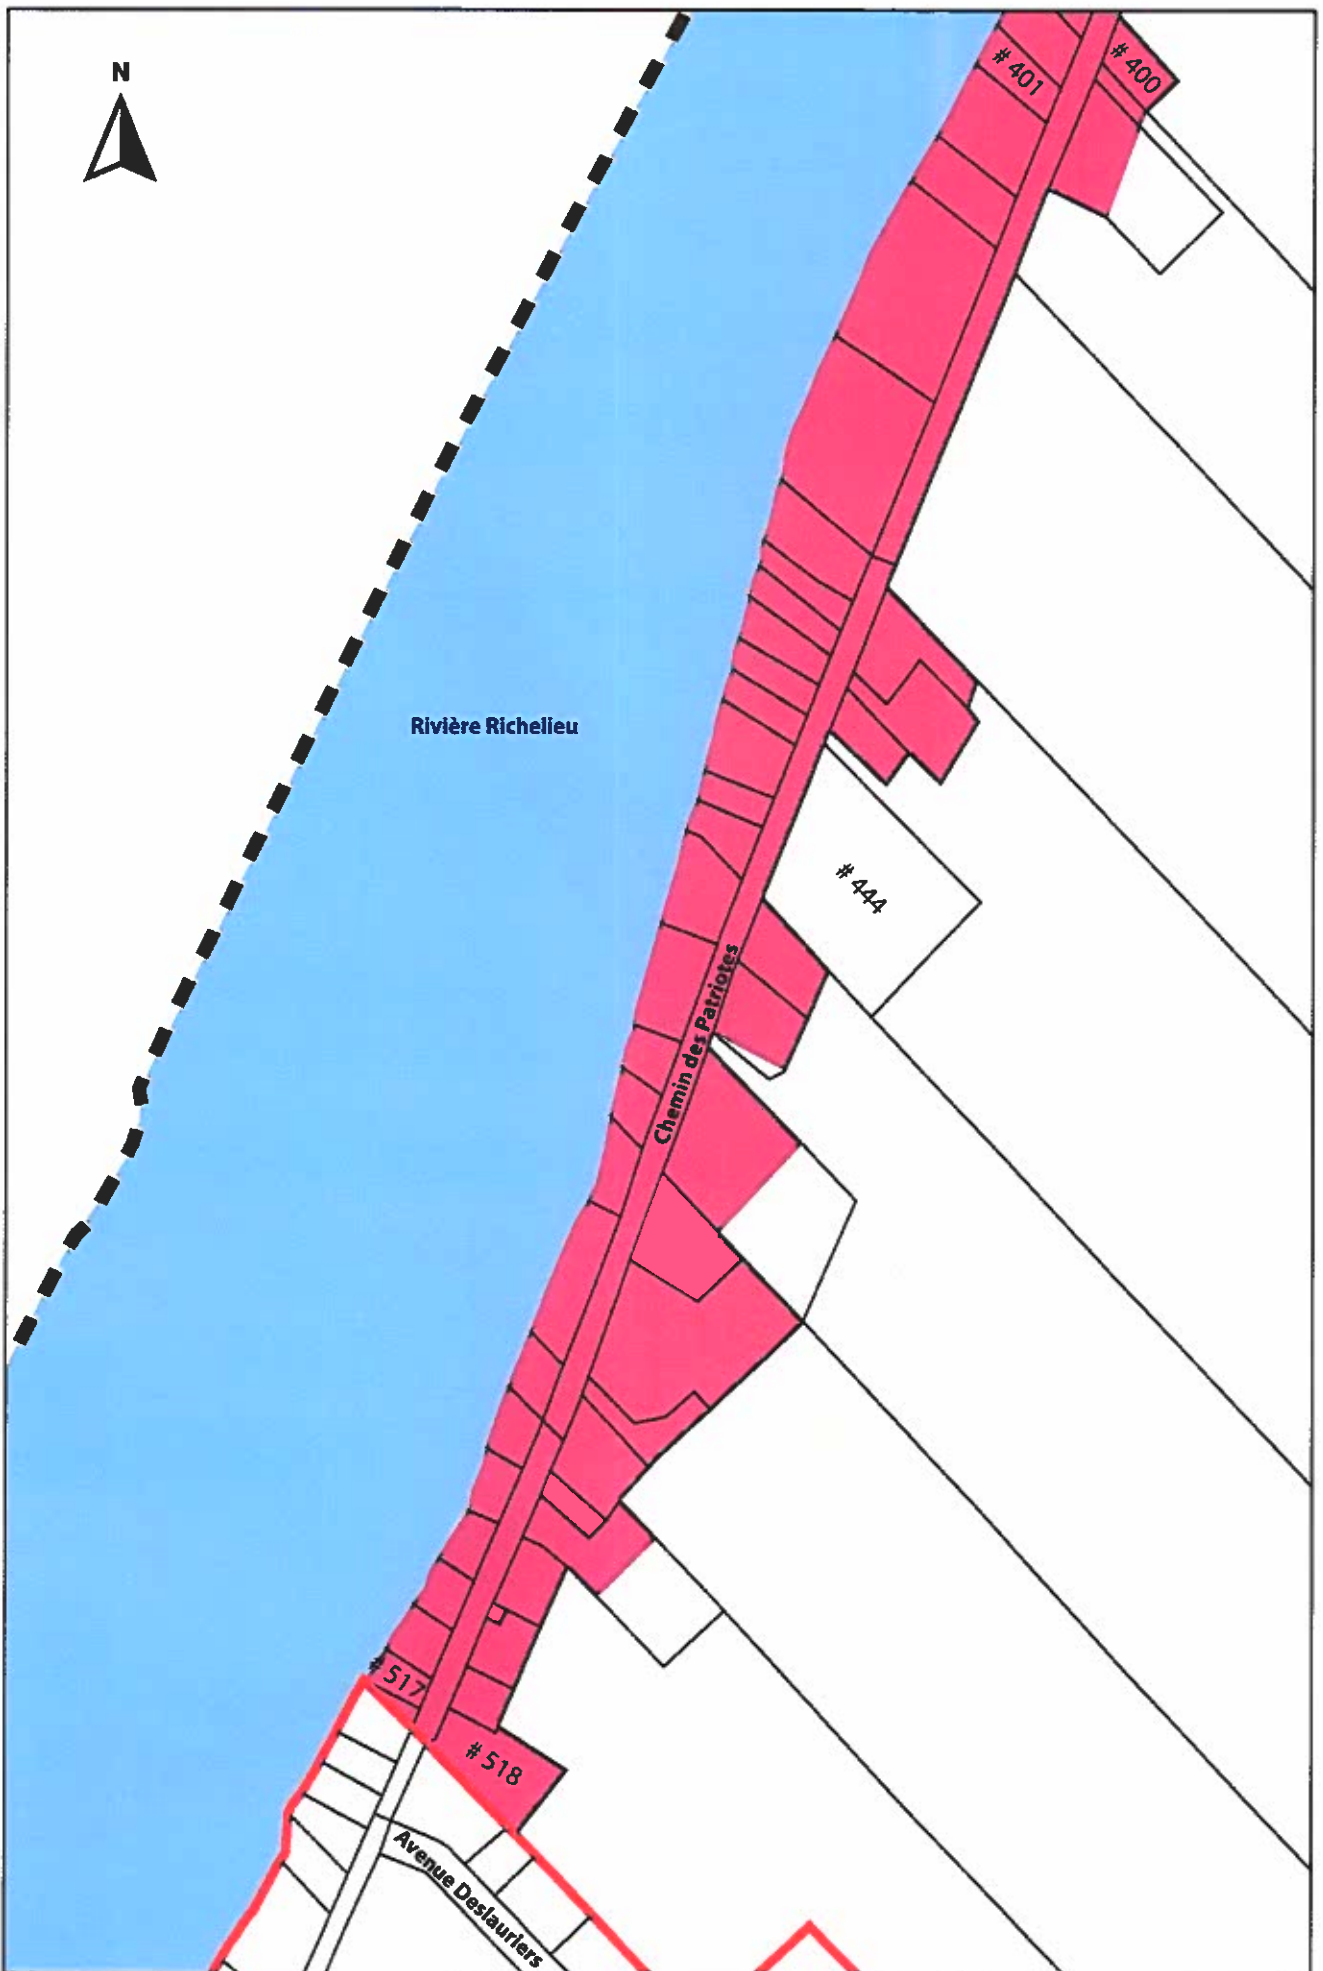 N
# 401
# 400
Rivière Richelieu
# 444
Chemin des Patriotes
# 517
# 518
Avenue Deslauriers